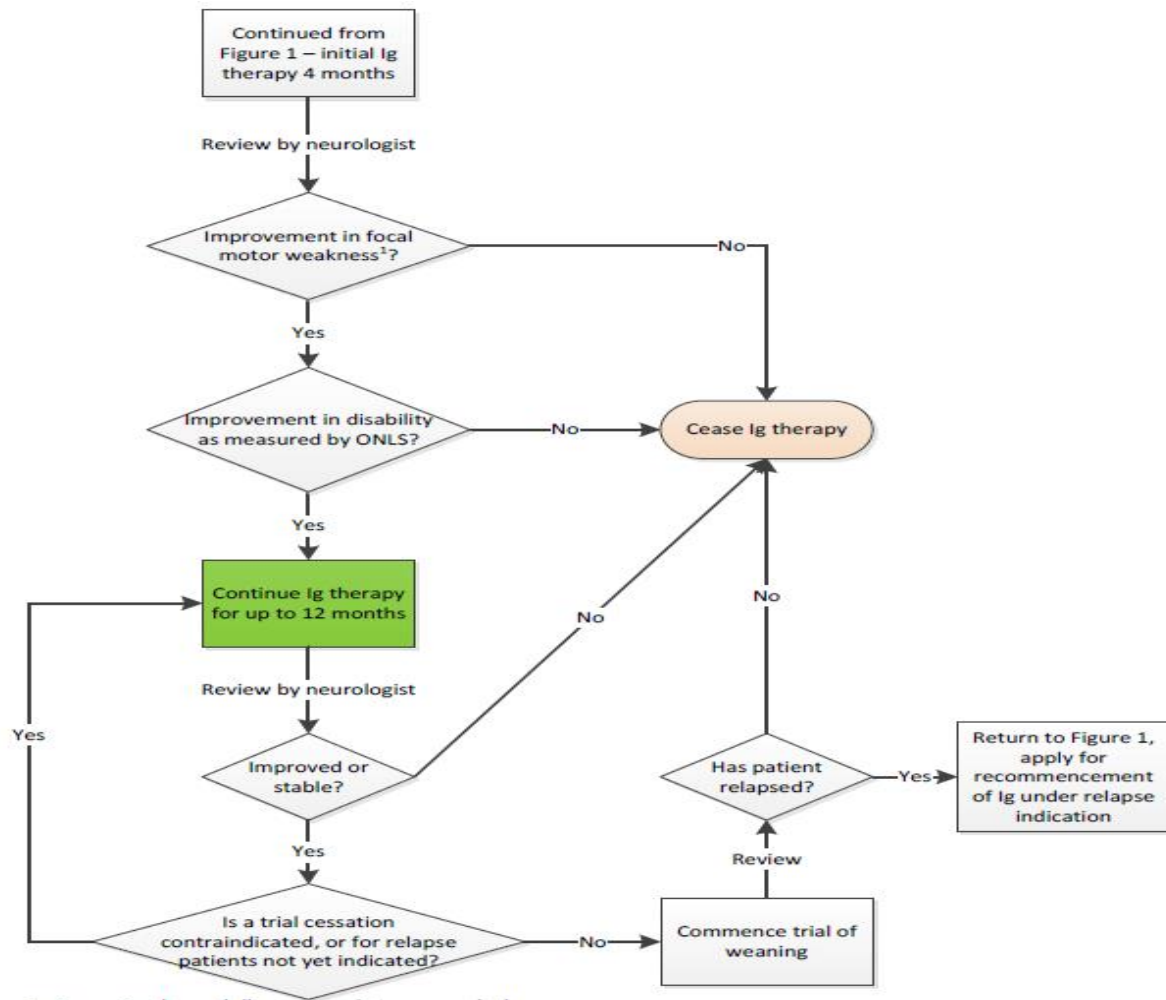 Continued from
Figure 1 – initial Ig
therapy 4 months
Review by neurologist
Improvement in focal
motor weakness¹?
No
Yes
Improvement in disability
as measured by ONLS?
No
Cease Ig therapy
Yes
Continue Ig therapy
for up to 12 months
No
No
Review by neurologist
Yes
Improved or
stable?
Has patient
relapsed?
Yes
Return to Figure 1,
apply for
recommencement
of Ig under relapse
indication
Yes
Review
Is a trial cessation
contraindicated, or for relapse
patients not yet indicated?
No
Commence trial of
weaning